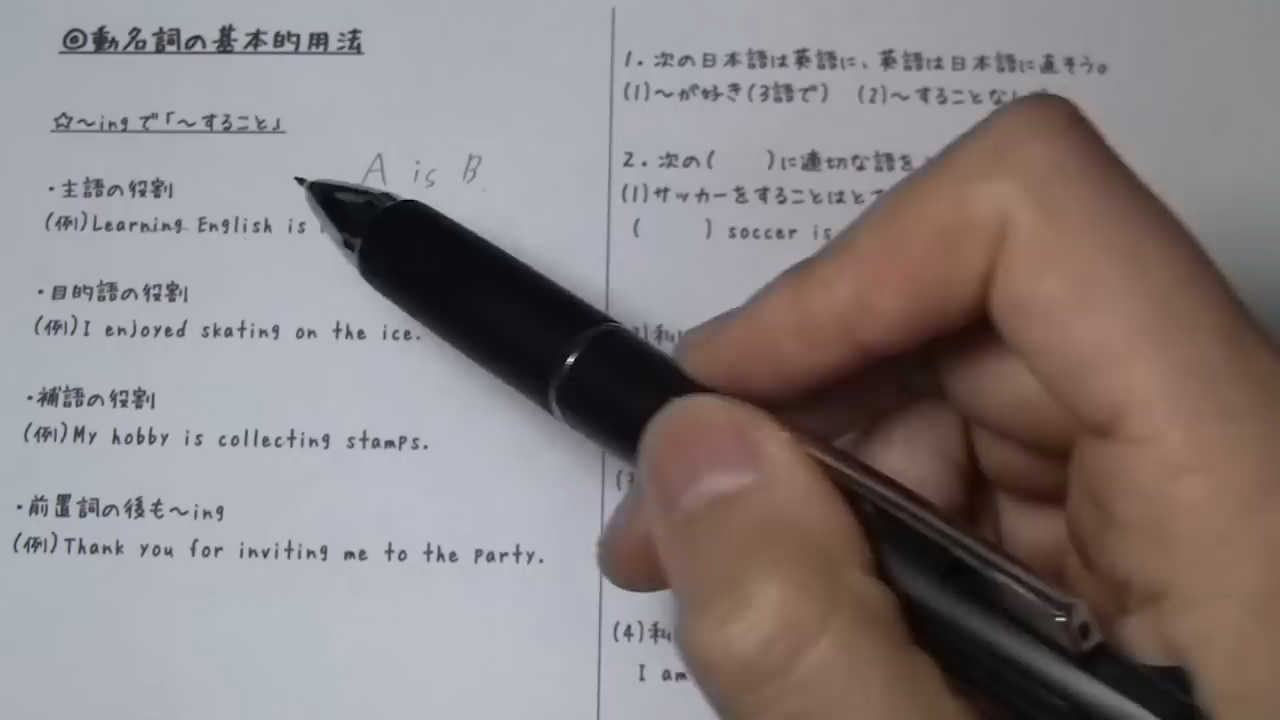 ◎動名詞の基本的用法
☆~ingで「~すること」
A is B
・主語の役割
(例)Learning English is
・目的語の役割
(例)I enjoyed skating on the ice.
・補語の役割
(例)My hobby is collecting stamps.
・前置詞の後も~ing
(例)Thank you for inviting me to the party.
1.次の日本語は英語に、英語は日本語に直そう。
(1)~が好き(3語で) (2)~することな
2.次の( )に適切な語を
(1)サッカーをすることはと
( ) soccer is
(4)私
I am